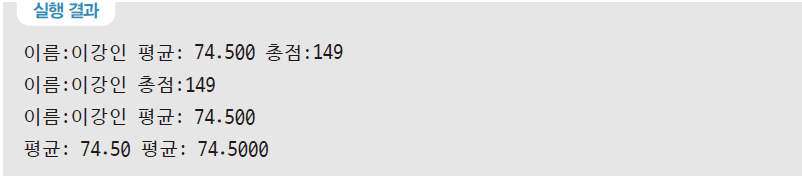 실행 결과
이름:이강인 평균: 74.500 총점:149
이름:이강인 총점:149
이름:이강인 평균: 74.500
평균: 74.50 평균: 74.5000